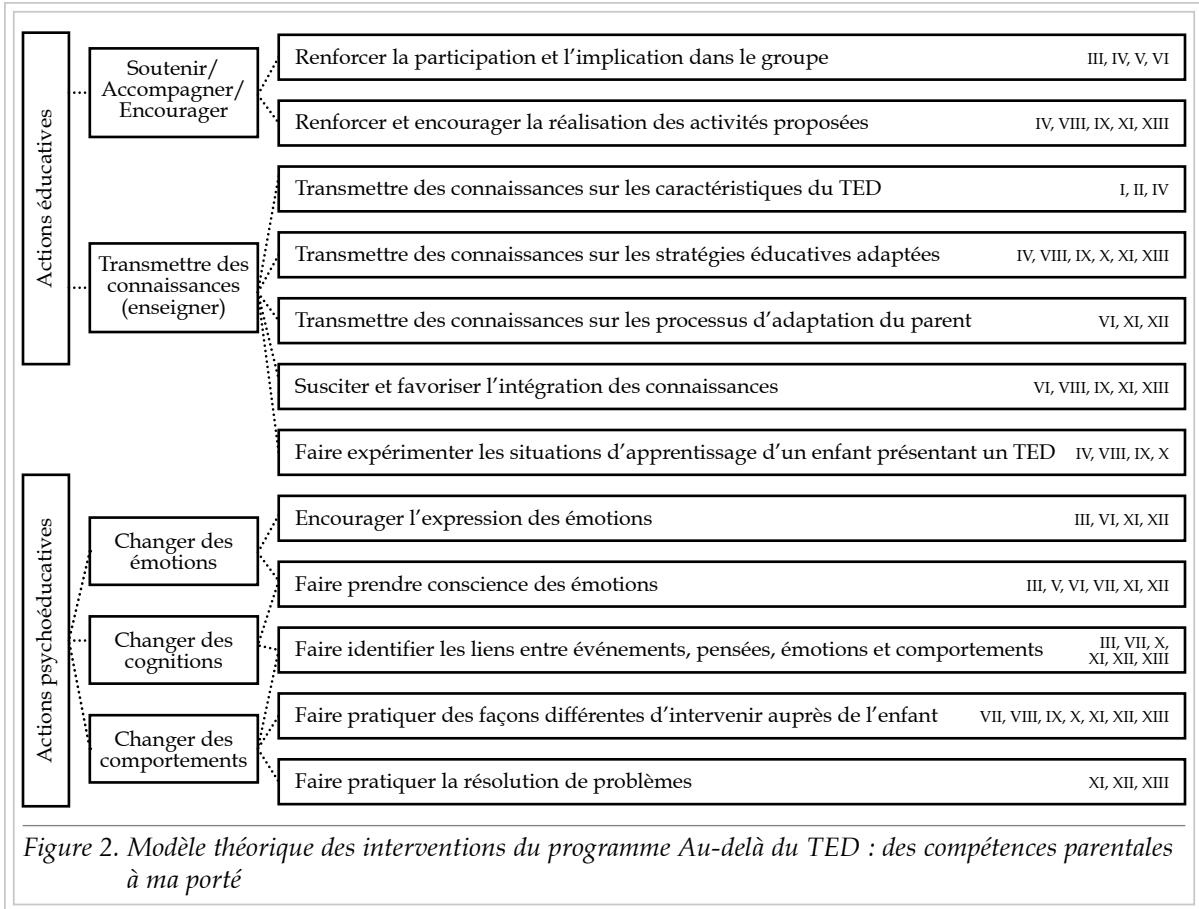 Actions éducatives
Soutenir/
Accompagner/
Encourager
Renforcer la participation et l'implication dans le groupe III, IV, V, VI
Renforcer et encourager la réalisation des activités proposées IV, VIII, IX, XI, XIII
Transmettre des
connaissances
(enseigner)
Transmettre des connaissances sur les caractéristiques du TED I, II, IV
Transmettre des connaissances sur les stratégies éducatives adaptées IV, VIII, IX, X, XI, XIII
Transmettre des connaissances sur les processus d'adaptation du parent VI, XI, XII
Susciter et favoriser l'intégration des connaissances VI, VIII, IX, XI, XIII
Faire expérimenter les situations d'apprentissage d'un enfant présentant un TED IV, VIII, IX, X
Actions psychoéducatives
Changer des
émotions
Encourager l'expression des émotions III, VI, XI, XII
Faire prendre conscience des émotions III, V, VI, VII, XI, XII
Changer des
cognitions
Faire identifier les liens entre événements, pensées, émotions et comportements III, VII, X,
XI, XII, XIII
Changer des
comportements
Faire pratiquer des façons différentes d'intervenir auprès de l'enfant VII, VIII, IX, X, XI, XII, XIII
Faire pratiquer la résolution de problèmes XI, XII, XIII
Figure 2. Modèle théorique des interventions du programme Au-delà du TED : des compétences parentales
à ma porté